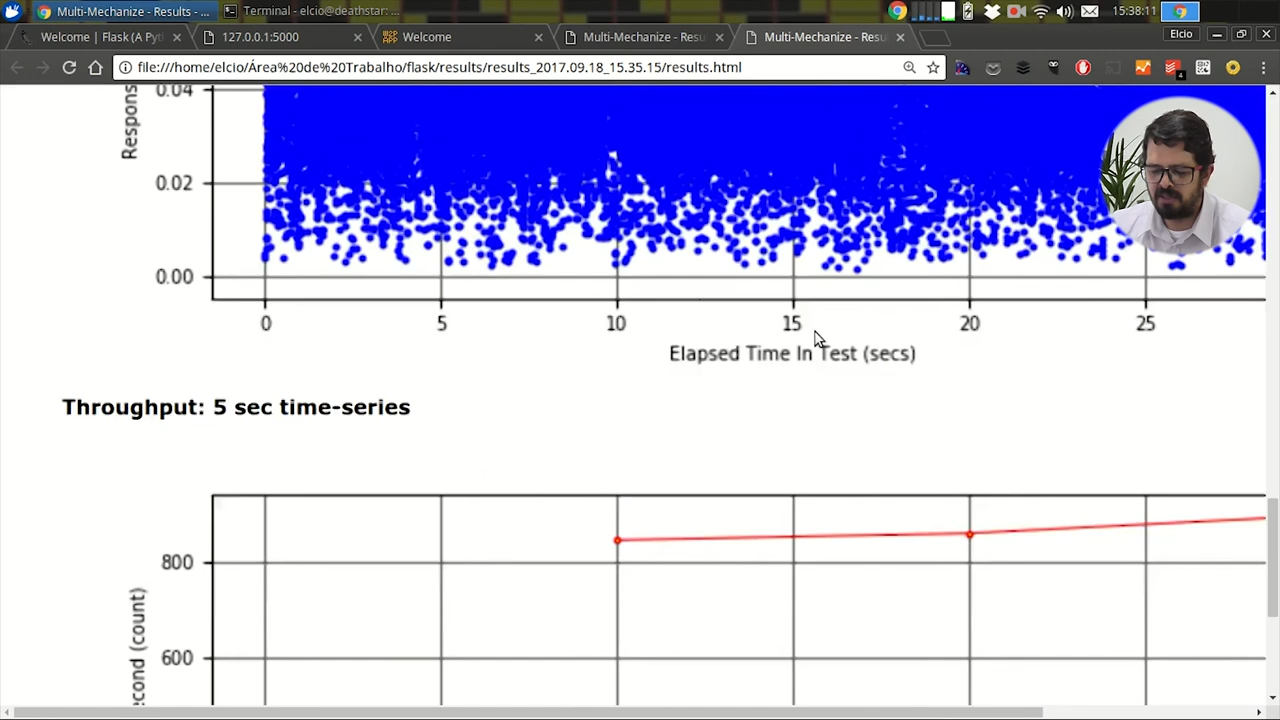 Multi-Mechanize - Results - ...
Terminal - elcio@deathstar: ...
15:38:11
Welcome | Flask (A Pyt
127.0.0.1:5000
Welcome
Multi-Mechanize - Resu
Multi-Mechanize - Resu
Elcio
file:///home/elcio/Área%20de%20Trabalho/flask/results/results_2017.09.18_15.35.15/results.html
4
0.04
Respons
0.02
0.00
0
5
10
15
20
25
Elapsed Time In Test (secs)
Throughput: 5 sec time-series
800
600
econd (count)